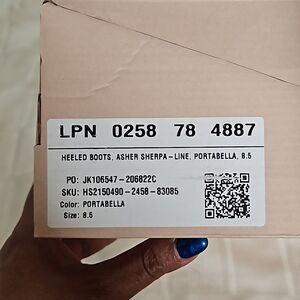 LPN 0258 78 4887
HEELED BOOTS, ASHER SHERPA-LINE, PORTABELLA, 8.5
PO: JK106547-206822C
SKU: HS2150490-2458-83085
Color: PORTABELLA
Size: 8.5